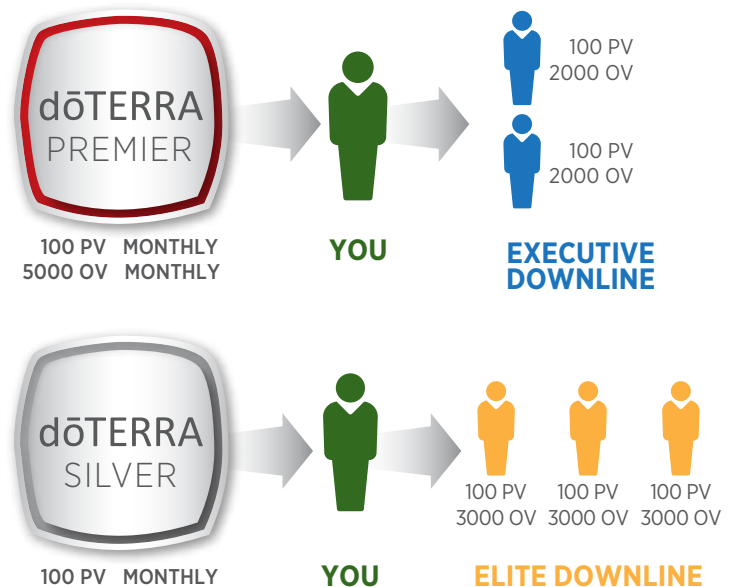 dōTERRA
PREMIER
100 PV MONTHLY
5000 OV MONTHLY
YOU
100 PV
2000 OV
100 PV
2000 OV
EXECUTIVE
DOWNLINE
dōTERRA
SILVER
100 PV MONTHLY
YOU
100 PV 100 PV 100 PV
3000 OV 3000 OV 3000 OV
ELITE DOWNLINE